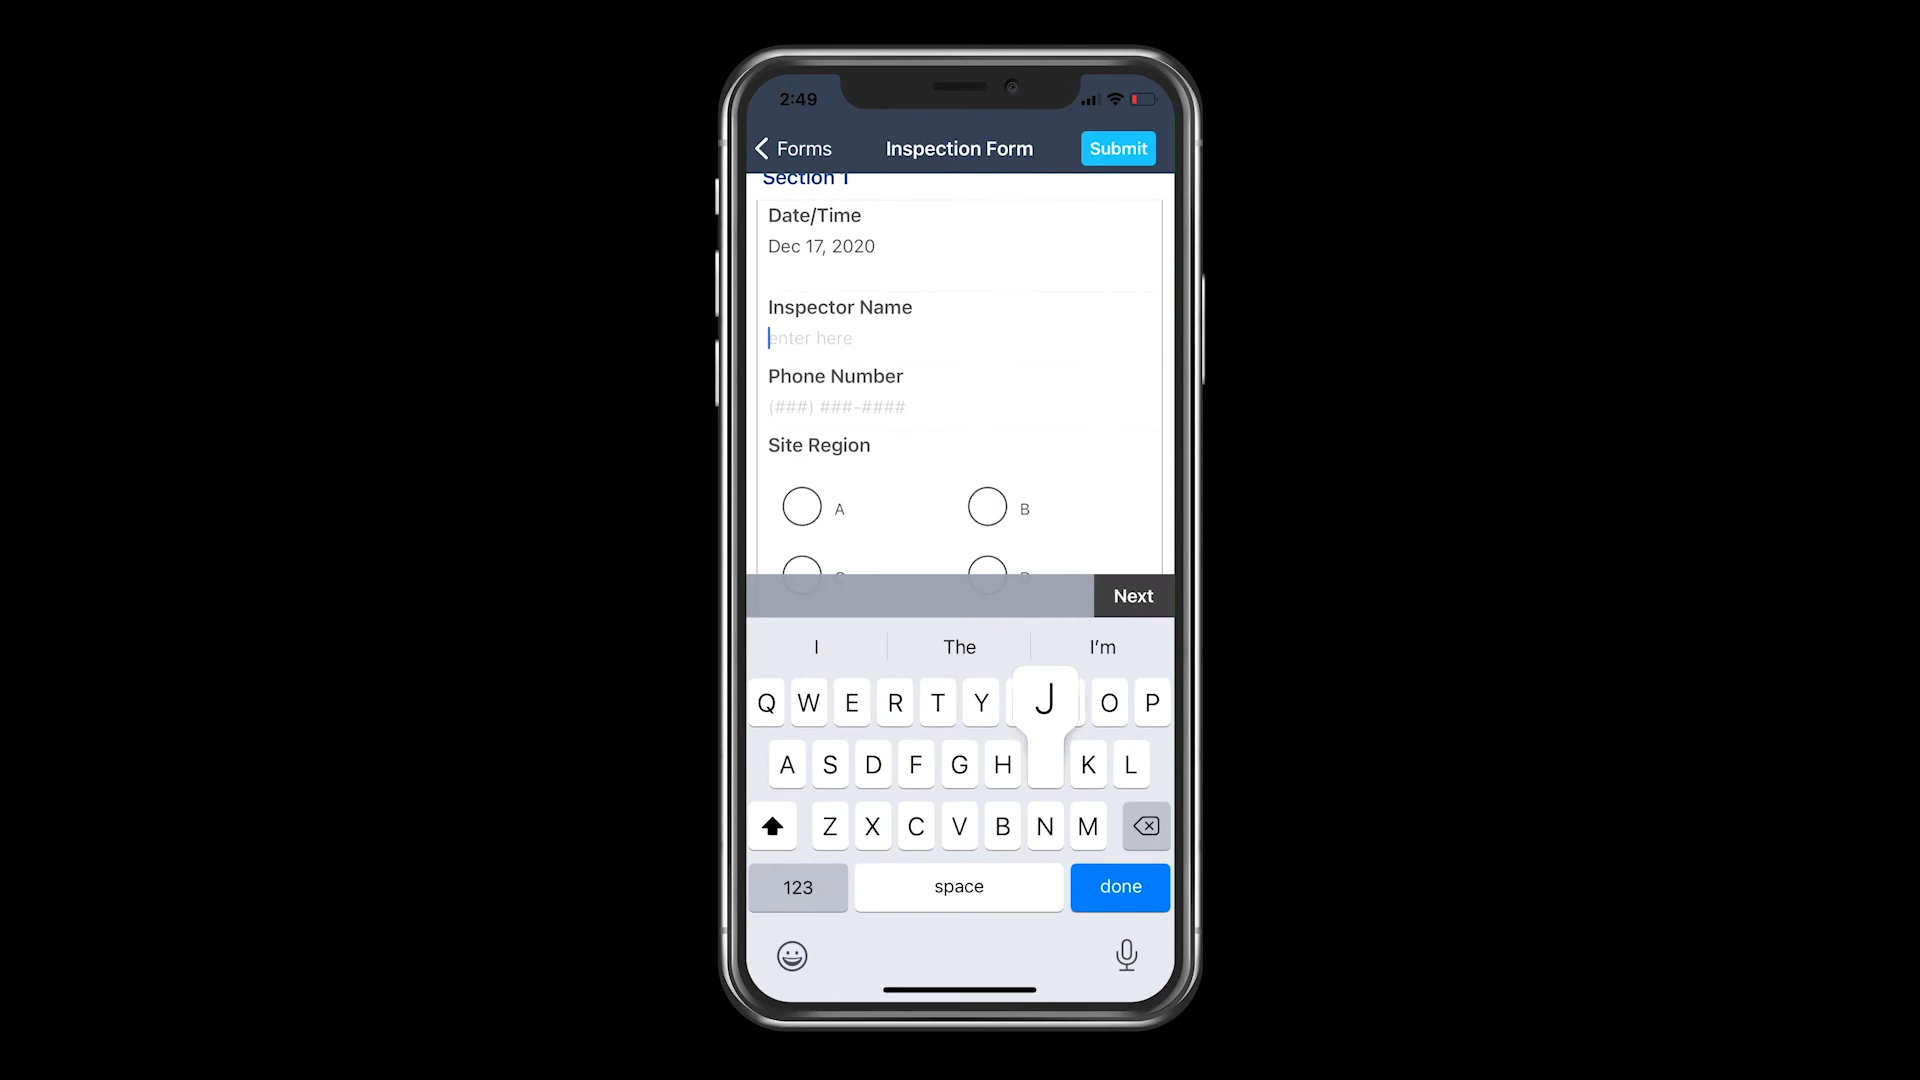 2:49
Forms Inspection Form Submit
Section 1
Date/Time
Dec 17, 2020
Inspector Name
enter here
Phone Number
(###) ###-####
Site Region
A B
C D
Next
I The I'm
Q W E R T Y J O P
A S D F G H K L
Z X C V B N M
123 space done